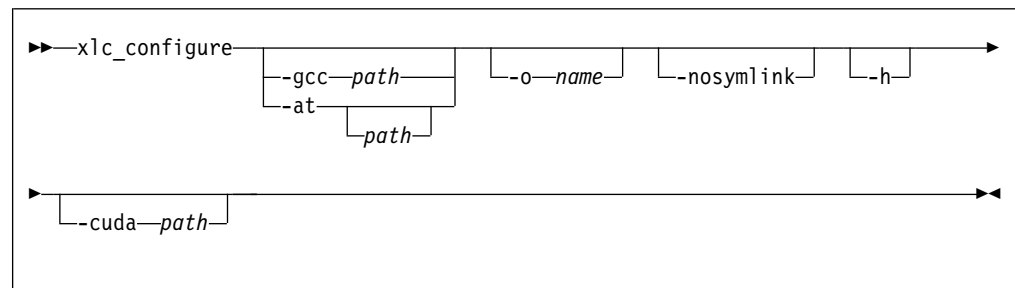 xlc_configure
-gcc path
-at
path
-o name
-nosymlink
-h
-cuda path